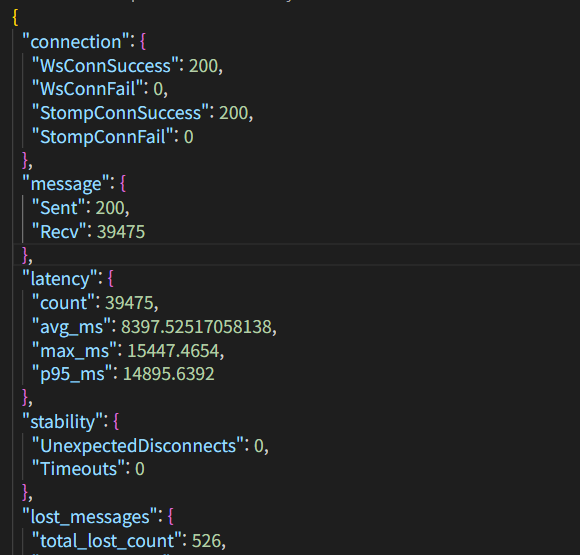 {
"connection": {
"WsConnSuccess": 200,
"WsConnFail": 0,
"StompConnSuccess": 200,
"StompConnFail": 0
},
"message": {
"Sent": 200,
"Recv": 39475
},
"latency": {
"count": 39475,
"avg_ms": 8397.52517058138,
"max_ms": 15447.4654,
"p95_ms": 14895.6392
},
"stability": {
"UnexpectedDisconnects": 0,
"Timeouts": 0
},
"lost_messages": {
"total_lost_count": 526,